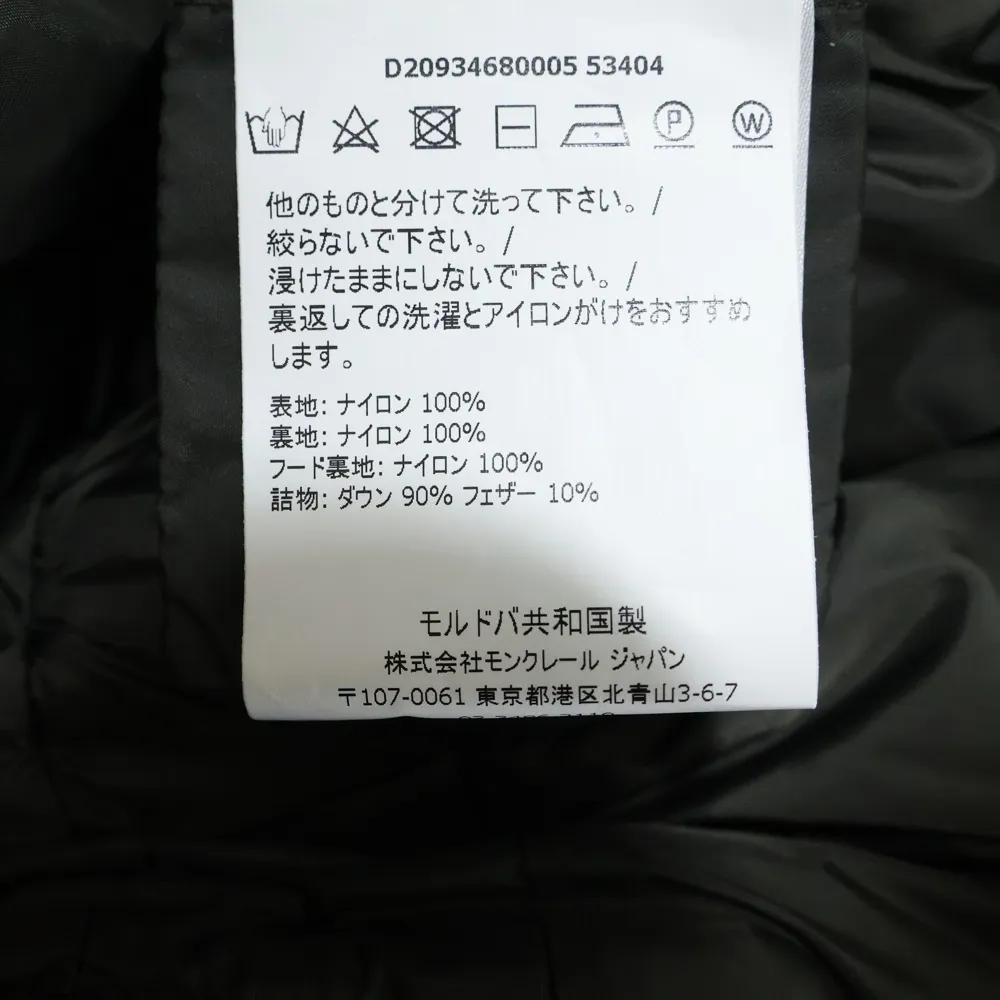 D20934680005 53404
P W
他のものと分けて洗って下さい。/
絞らないで下さい。/
浸けたままにしないで下さい。/
裏返しての洗濯とアイロンがけをおすすめ
します。
表地: ナイロン 100%
裏地: ナイロン 100%
フード裏地: ナイロン 100%
詰物: ダウン 90% フェザー 10%
モルドバ共和国製
株式会社モンクレール ジャパン
〒107-0061 東京都港区北青山3-6-7